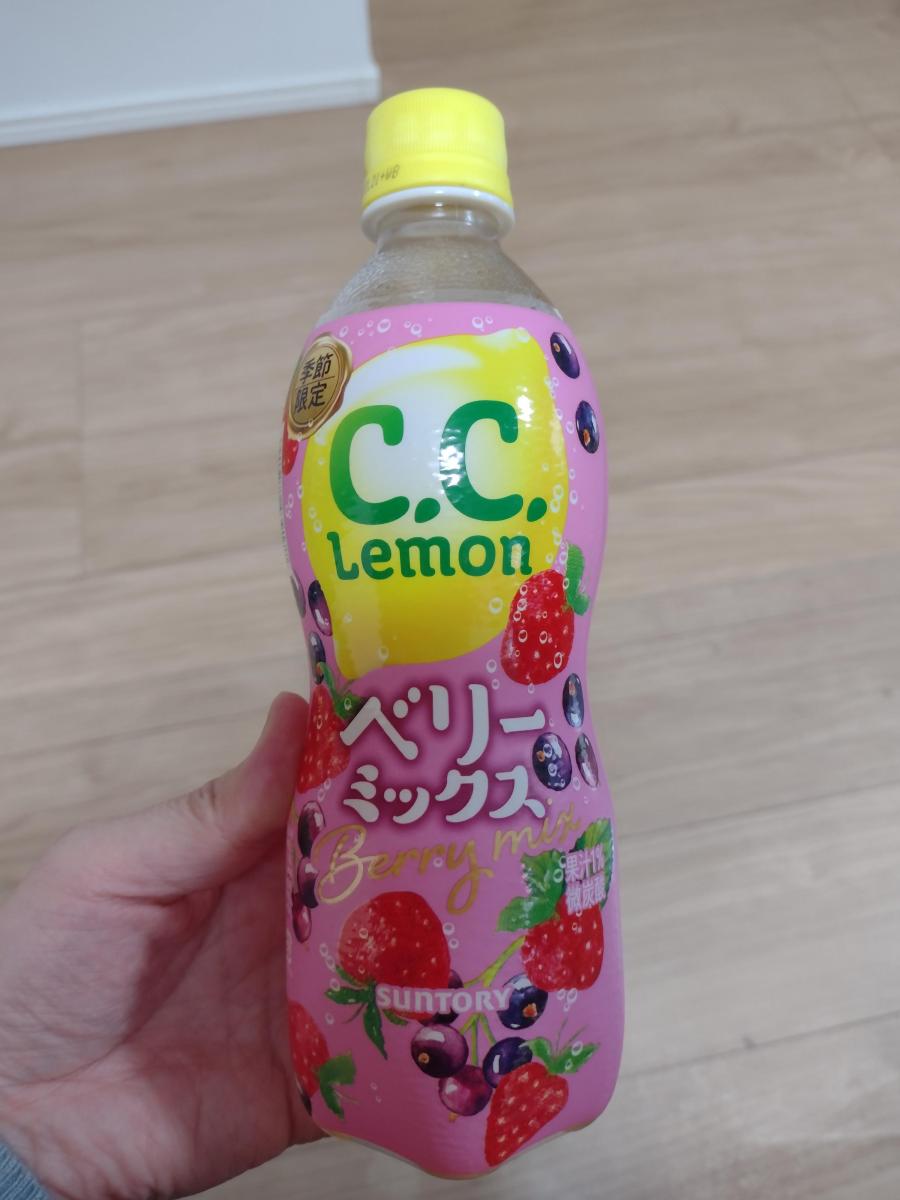 季節
限定
C.C.
Lemon
ベリー
ミックス
Berry mix
果汁1%
微炭酸
SUNTORY